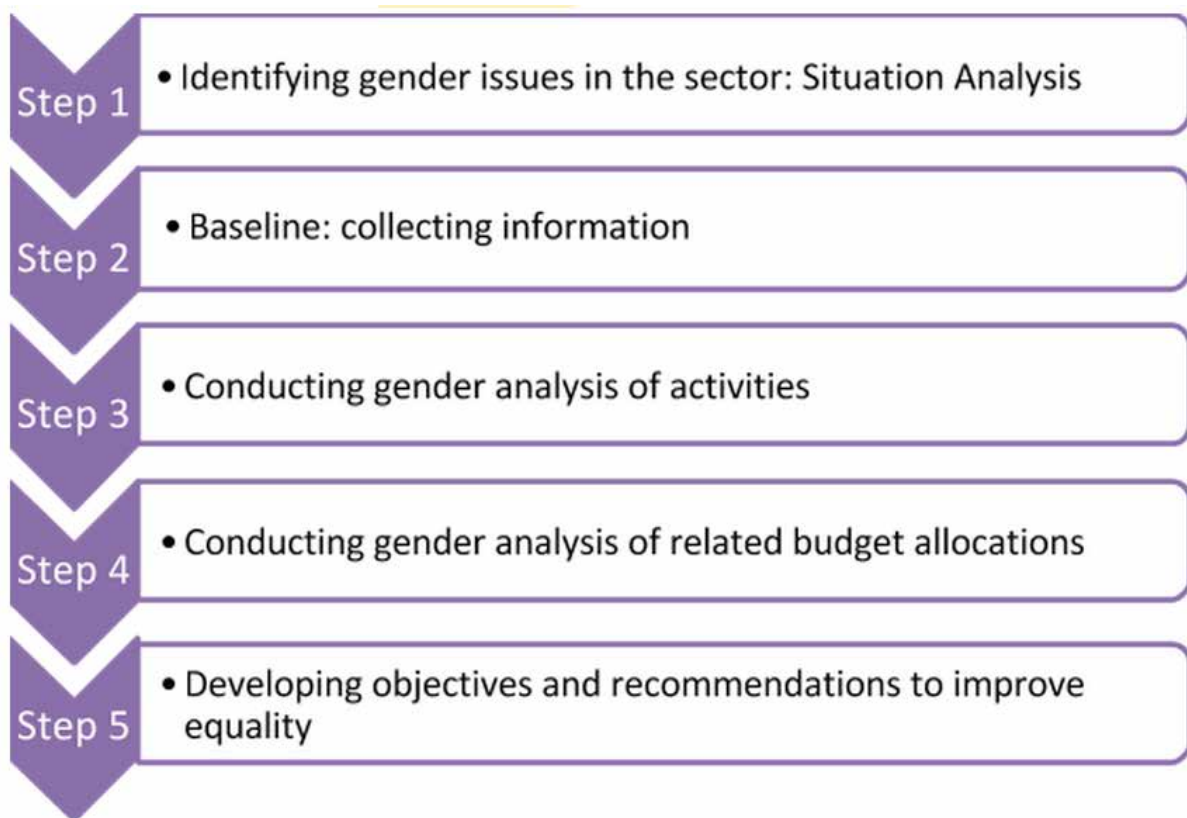 Step 1
• Identifying gender issues in the sector: Situation Analysis
Step 2
• Baseline: collecting information
Step 3
• Conducting gender analysis of activities
Step 4
• Conducting gender analysis of related budget allocations
Step 5
• Developing objectives and recommendations to improve
equality